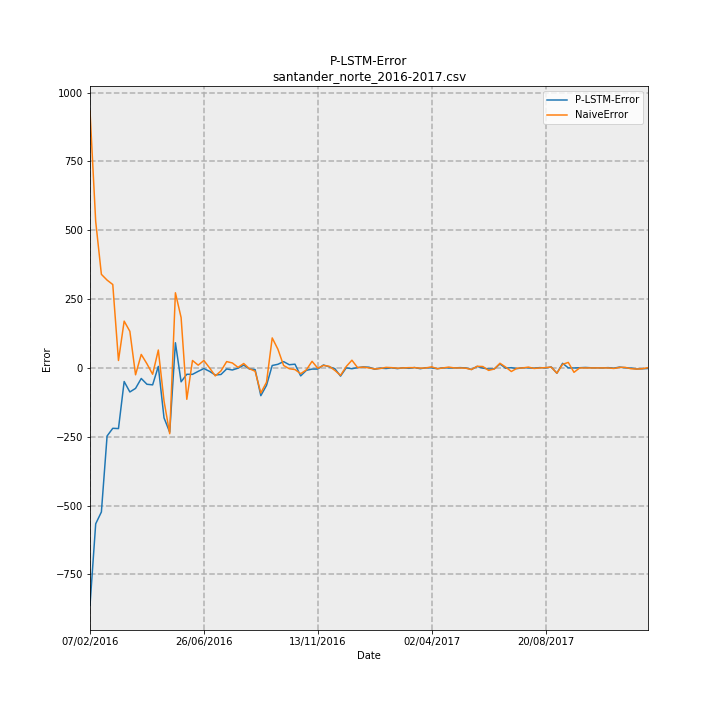 P-LSTM-Error
santander_norte_2016-2017.csv
1000
750
500
250
0
−250
−500
−750
Error
P-LSTM-Error
NaiveError
07/02/2016
26/06/2016
13/11/2016
02/04/2017
20/08/2017
Date